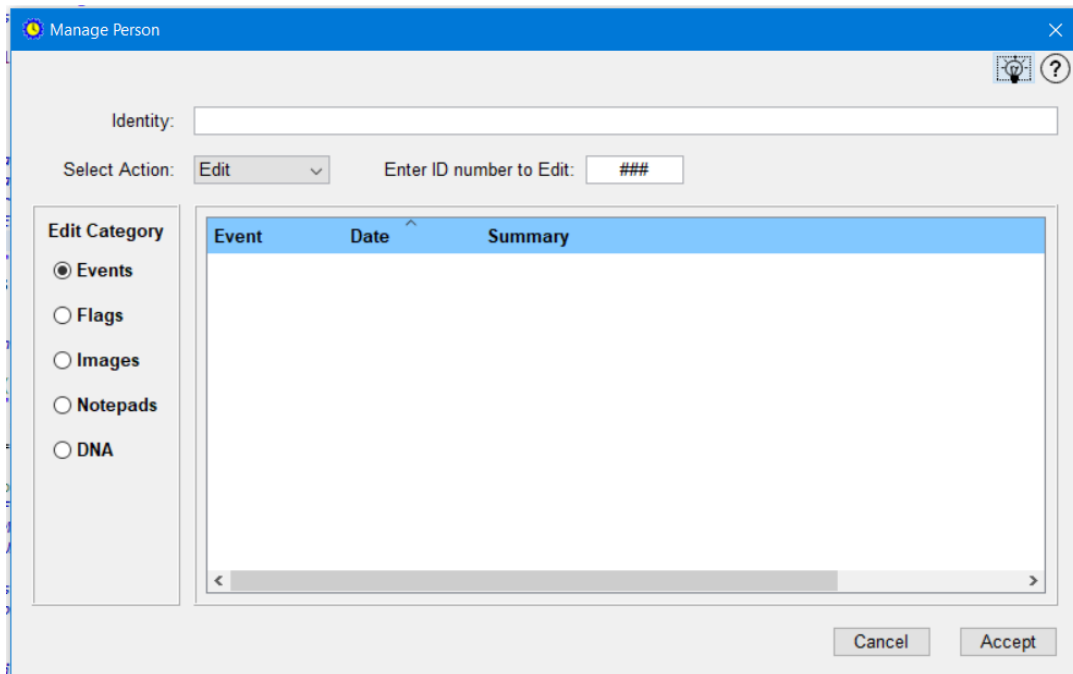 Manage Person
?
Identity:
Select Action: Edit Enter ID number to Edit: ###
Edit Category
Event Date Summary
Events
Flags
Images
Notepads
DNA
Cancel Accept